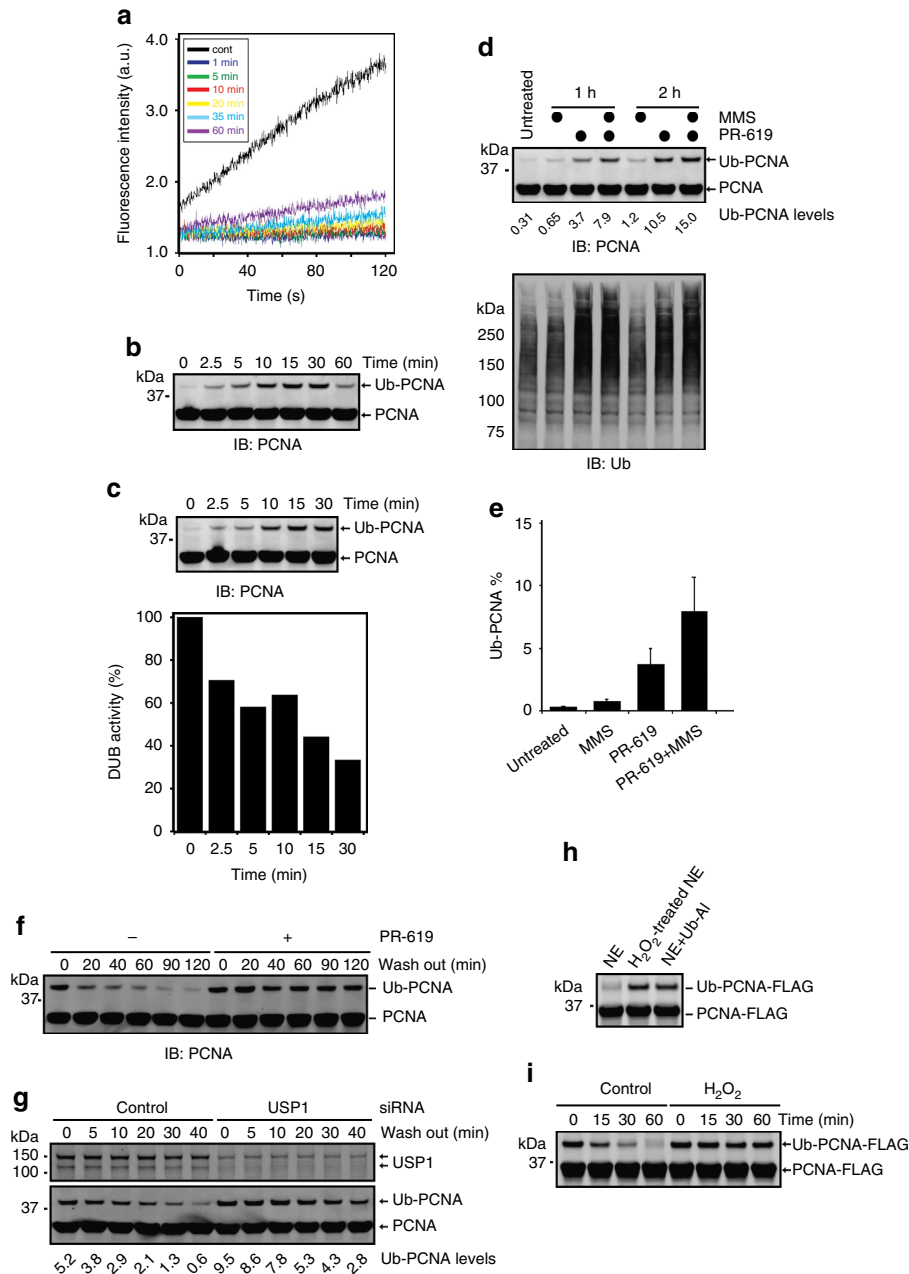 a
Fluorescence intensity (a.u.)
4.0
3.0
2.0
1.0
cont
1 min
5 min
10 min
20 min
35 min
60 min
0 40 80 120
Time (s)
b
0 2.5 5 10 15 30 60 Time (min)
kDa
37
Ub-PCNA
PCNA
IB: PCNA
c
0 2.5 5 10 15 30 Time (min)
kDa
37
Ub-PCNA
PCNA
IB: PCNA
DUB activity (%)
100
80
60
40
20
0
0 2.5 5 10 15 30
Time (min)
d
Untreated
1 h 2 h
MMS
PR-619
kDa
37
Ub-PCNA
PCNA
0.31 0.65 3.7 7.9 1.2 10.5 15.0 Ub-PCNA levels
IB: PCNA
kDa
250
150
100
75
IB: Ub
e
Ub-PCNA %
15
10
5
0
Untreated MMS PR-619 PR-619+MMS
f
– + PR-619
0 20 40 60 90 120 0 20 40 60 90 120 Wash out (min)
kDa
37
Ub-PCNA
PCNA
IB: PCNA
g
Control USP1 siRNA
0 5 10 20 30 40 0 5 10 20 30 40 Wash out (min)
kDa
150
100
USP1
37
Ub-PCNA
PCNA
5.2 3.8 2.9 2.1 1.3 0.6 9.5 8.6 7.8 5.3 4.3 2.8 Ub-PCNA levels
h
NE H2O2-treated NE NE+Ub-Al
kDa
37
Ub-PCNA-FLAG
PCNA-FLAG
i
Control H2O2
0 15 30 60 0 15 30 60 Time (min)
kDa
37
Ub-PCNA-FLAG
PCNA-FLAG